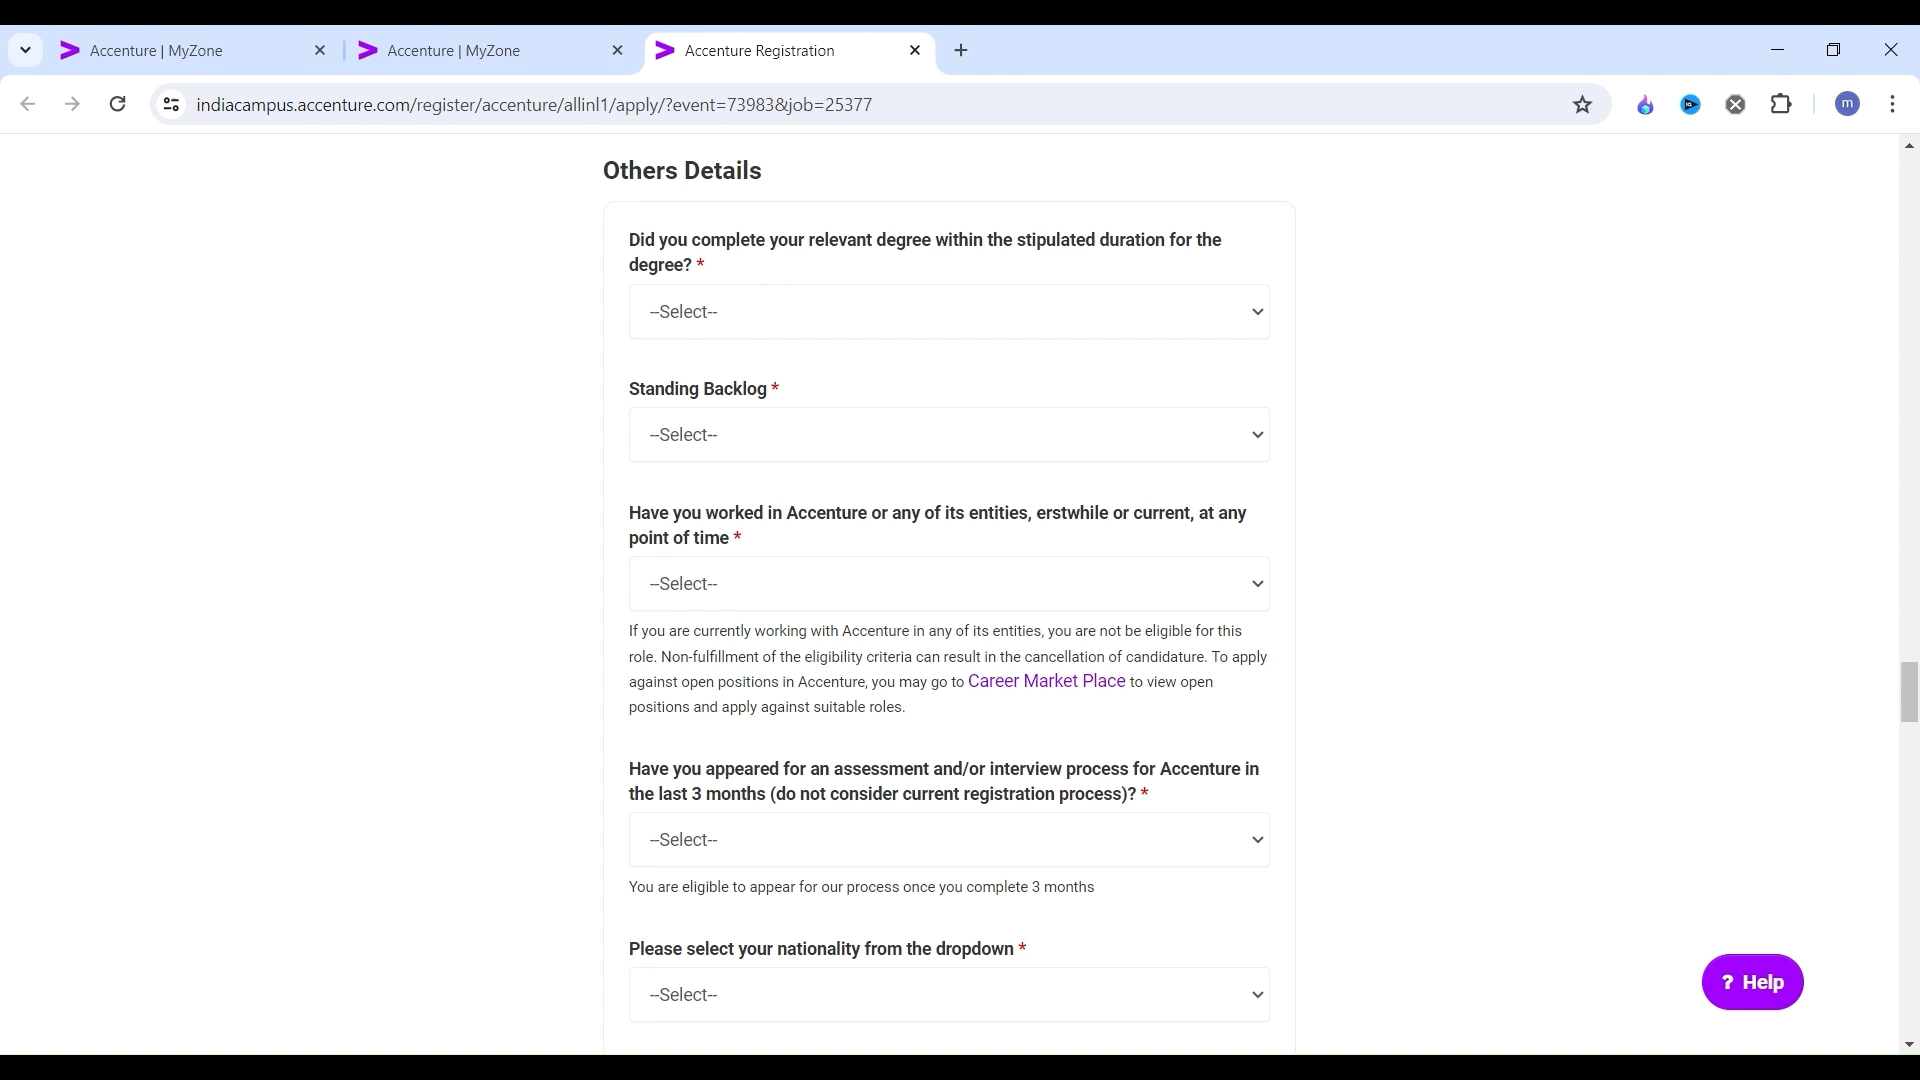 Accenture | MyZone
Accenture | MyZone
Accenture Registration
indiacampus.accenture.com/register/accenture/allinl1/apply/?event=73983&job=25377
m
Others Details
Did you complete your relevant degree within the stipulated duration for the
degree? *
--Select--
Standing Backlog *
--Select--
Have you worked in Accenture or any of its entities, erstwhile or current, at any
point of time *
--Select--
If you are currently working with Accenture in any of its entities, you are not be eligible for this
role. Non-fulfillment of the eligibility criteria can result in the cancellation of candidature. To apply
against open positions in Accenture, you may go to Career Market Place to view open
positions and apply against suitable roles.
Have you appeared for an assessment and/or interview process for Accenture in
the last 3 months (do not consider current registration process)? *
--Select--
You are eligible to appear for our process once you complete 3 months
Please select your nationality from the dropdown *
--Select--
? Help